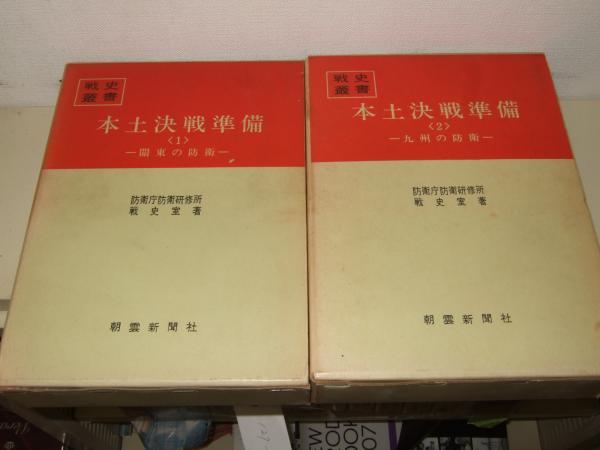 戦史
叢書
本土決戦準備
〈1〉
―関東の防衛―
防衛庁防衛研修所
戦史室著
朝雲新聞社
戦史
叢書
本土決戦準備
〈2〉
―九州の防衛―
防衛庁防衛研修所
戦史室著
朝雲新聞社